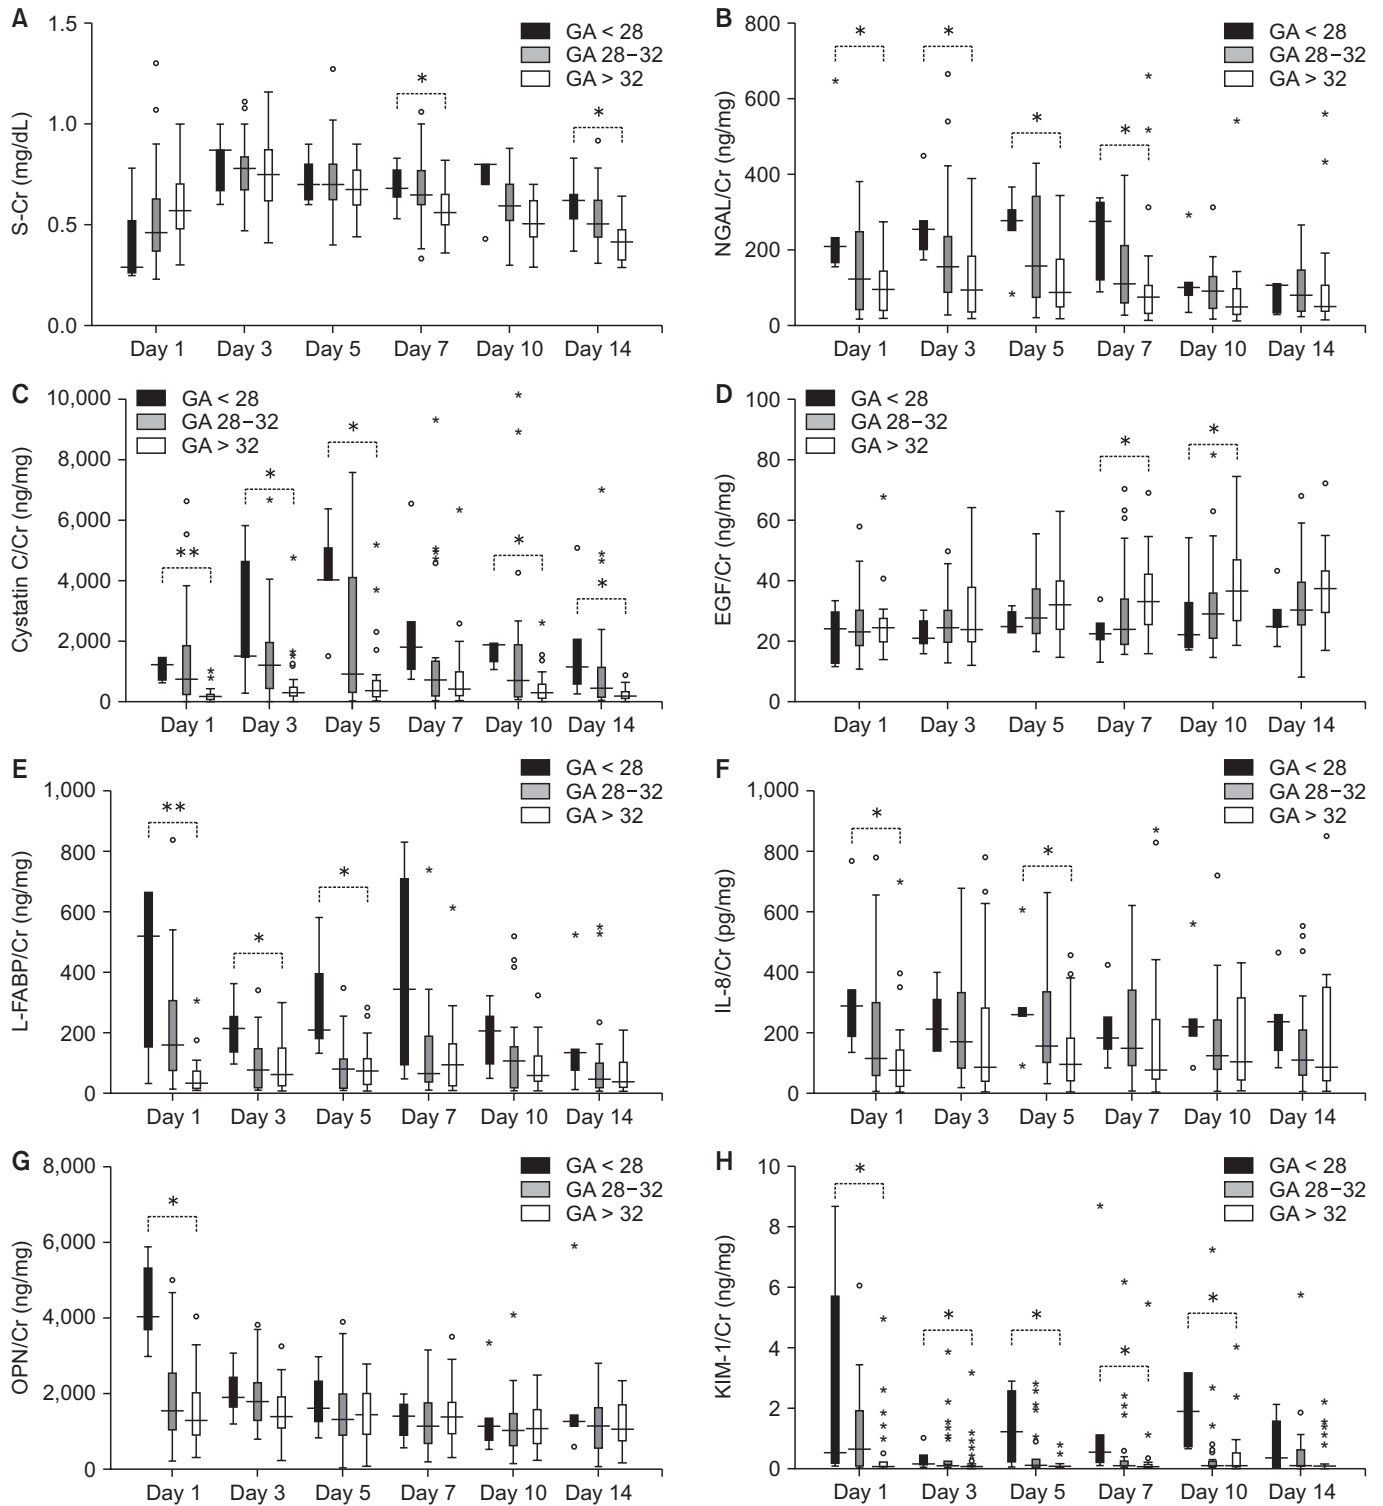 A
S-Cr (mg/dL)
1.5
1.0
0.5
0.0
GA < 28
GA 28–32
GA > 32
*
*
Day 1 Day 3 Day 5 Day 7 Day 10 Day 14
B
NGAL/Cr (ng/mg)
800
600
400
200
0
GA < 28
GA 28–32
GA > 32
*
*
*
*
Day 1 Day 3 Day 5 Day 7 Day 10 Day 14
C
Cystatin C/Cr (ng/mg)
10,000
8,000
6,000
4,000
2,000
0
GA < 28
GA 28–32
GA > 32
**
*
*
*
*
Day 1 Day 3 Day 5 Day 7 Day 10 Day 14
D
EGF/Cr (ng/mg)
100
80
60
40
20
0
GA < 28
GA 28–32
GA > 32
*
*
Day 1 Day 3 Day 5 Day 7 Day 10 Day 14
E
L-FABP/Cr (ng/mg)
1,000
800
600
400
200
0
GA < 28
GA 28–32
GA > 32
**
*
*
Day 1 Day 3 Day 5 Day 7 Day 10 Day 14
F
IL-8/Cr (pg/mg)
1,000
800
600
400
200
0
GA < 28
GA 28–32
GA > 32
*
*
Day 1 Day 3 Day 5 Day 7 Day 10 Day 14
G
OPN/Cr (ng/mg)
8,000
6,000
4,000
2,000
0
GA < 28
GA 28–32
GA > 32
*
Day 1 Day 3 Day 5 Day 7 Day 10 Day 14
H
KIM-1/Cr (ng/mg)
10
8
6
4
2
0
GA < 28
GA 28–32
GA > 32
*
*
*
*
*
Day 1 Day 3 Day 5 Day 7 Day 10 Day 14